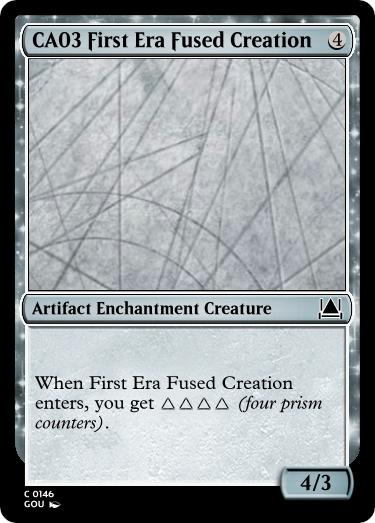 CA03 First Era Fused Creation 4
Artifact Enchantment Creature
When First Era Fused Creation
enters, you get △△△△ (four prism
counters).
4/3
C 0146
GOU